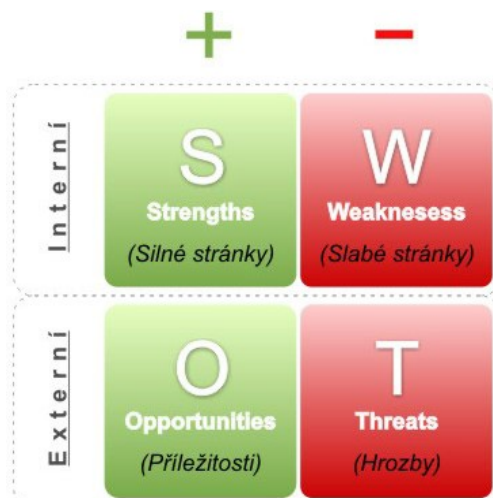 + −
Interní
S
Strengths
(Silné stránky)
W
Weaknesess
(Slabé stránky)
Externí
O
Opportunities
(Příležitosti)
T
Threats
(Hrozby)